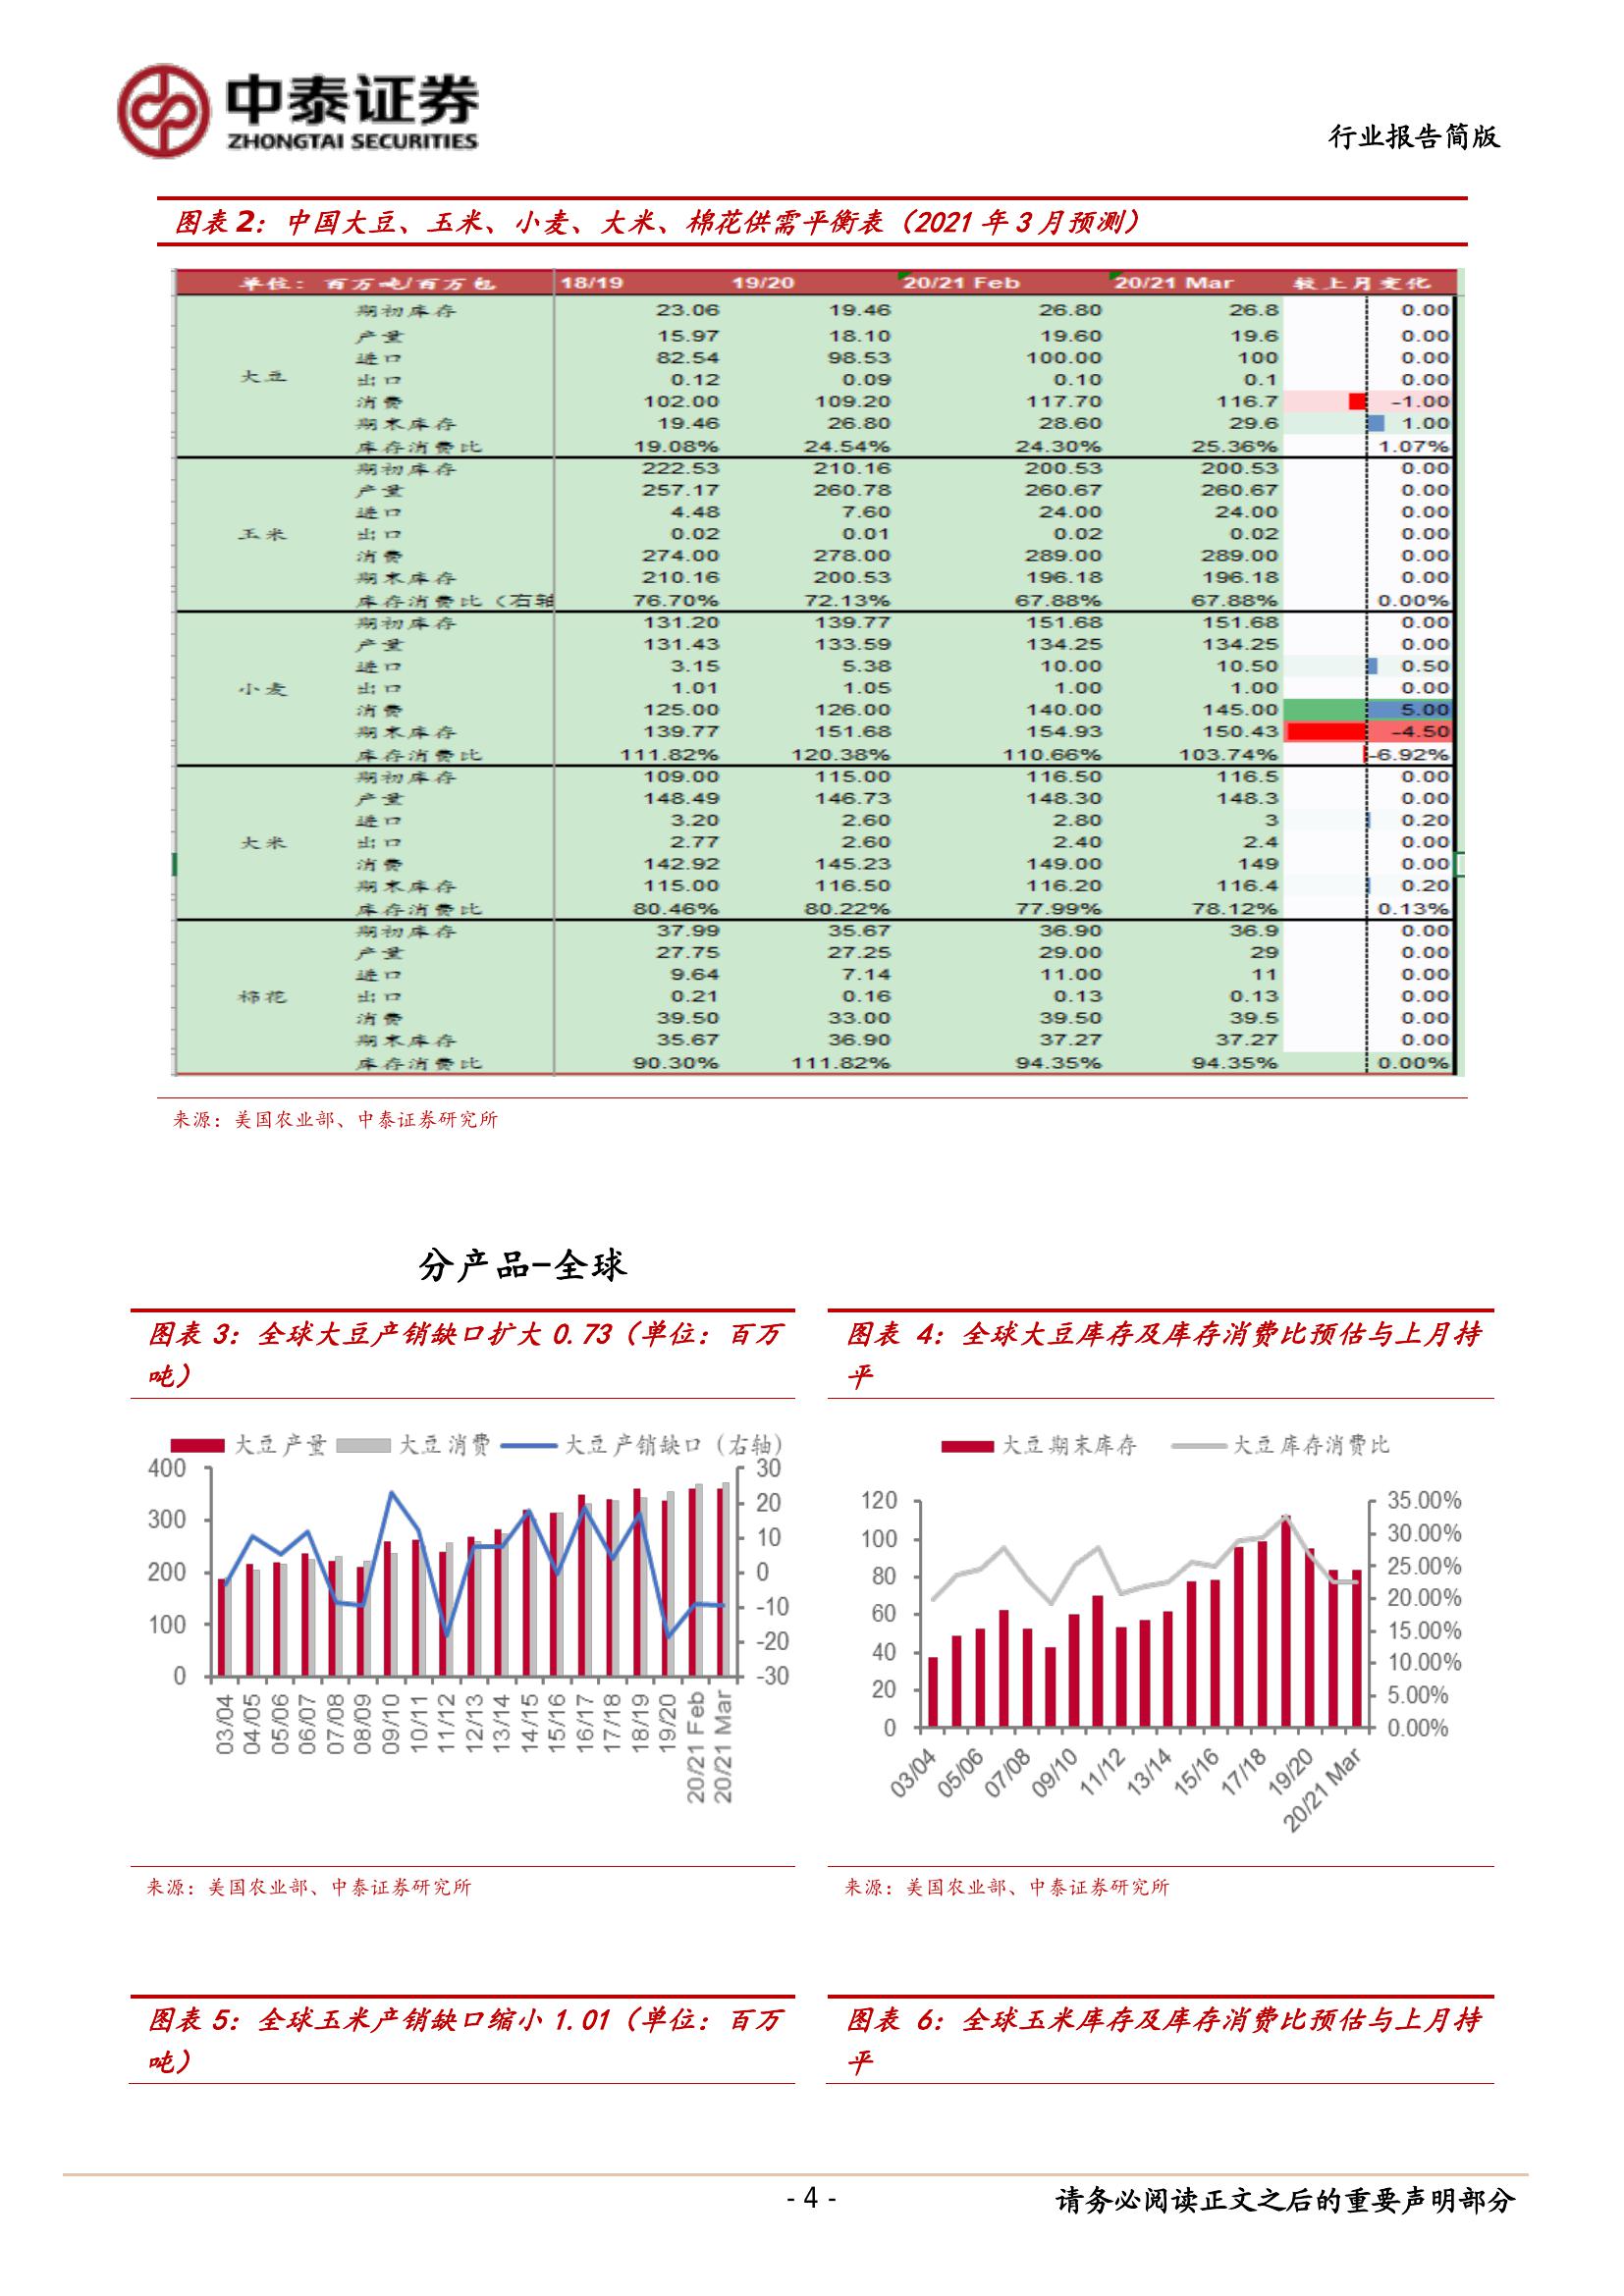 中泰证券
ZHONGTAI SECURITIES
行业报告简版
图表2：中国大豆、玉米、小麦、大米、棉花供需平衡表（2021年3月预测）
单位：百万吨/百万包 18/19 19/20 20/21 Feb 20/21 Mar 较上月变化
期初库存 23.06 19.46 26.80 26.8 0.00
产量 15.97 18.10 19.60 19.6 0.00
进口 82.54 98.53 100.00 100 0.00
大豆 出口 0.12 0.09 0.10 0.1 0.00
消费 102.00 109.20 117.70 116.7 -1.00
期末库存 19.46 26.80 28.60 29.6 1.00
库存消费比 19.08% 24.54% 24.30% 25.36% 1.07%
期初库存 222.53 210.16 200.53 200.53 0.00
产量 257.17 260.78 260.67 260.67 0.00
进口 4.48 7.60 24.00 24.00 0.00
玉米 出口 0.02 0.01 0.02 0.02 0.00
消费 274.00 278.00 289.00 289.00 0.00
期末库存 210.16 200.53 196.18 196.18 0.00
库存消费比（右轴 76.70% 72.13% 67.88% 67.88% 0.00%
期初库存 131.20 139.77 151.68 151.68 0.00
产量 131.43 133.59 134.25 134.25 0.00
进口 3.15 5.38 10.00 10.50 0.50
小麦 出口 1.01 1.05 1.00 1.00 0.00
消费 125.00 126.00 140.00 145.00 5.00
期末库存 139.77 151.68 154.93 150.43 -4.50
库存消费比 111.82% 120.38% 110.66% 103.74% -6.92%
期初库存 109.00 115.00 116.50 116.5 0.00
产量 148.49 146.73 148.30 148.3 0.00
进口 3.20 2.60 2.80 3 0.20
大米 出口 2.77 2.60 2.40 2.4 0.00
消费 142.92 145.23 149.00 149 0.00
期末库存 115.00 116.50 116.20 116.4 0.20
库存消费比 80.46% 80.22% 77.99% 78.12% 0.13%
期初库存 37.99 35.67 36.90 36.9 0.00
产量 27.75 27.25 29.00 29 0.00
进口 9.64 7.14 11.00 11 0.00
棉花 出口 0.21 0.16 0.13 0.13 0.00
消费 39.50 33.00 39.50 39.5 0.00
期末库存 35.67 36.90 37.27 37.27 0.00
库存消费比 90.30% 111.82% 94.35% 94.35% 0.00%
来源：美国农业部、中泰证券研究所
分产品-全球
图表 3：全球大豆产销缺口扩大 0.73（单位：百万
吨）
大豆产量 大豆消费 大豆产销缺口（右轴）
400 30
300 20
200 10
100 0
0 -10
-20
-30
03/04 04/05 05/06 06/07 07/08 08/09 09/10 10/11 11/12 12/13 13/14 14/15 15/16 16/17 17/18 18/19 19/20 20/21 Feb 20/21 Mar
来源：美国农业部、中泰证券研究所
图表 4：全球大豆库存及库存消费比预估与上月持
平
大豆期末库存 大豆库存消费比
120 35.00%
100 30.00%
80 25.00%
60 20.00%
40 15.00%
20 10.00%
0 5.00%
0.00%
03/04 05/06 07/08 09/10 11/12 13/14 15/16 17/18 19/20 20/21 Mar
来源：美国农业部、中泰证券研究所
图表 5：全球玉米产销缺口缩小 1.01（单位：百万
吨）
图表 6：全球玉米库存及库存消费比预估与上月持
平
- 4 -
请务必阅读正文之后的重要声明部分